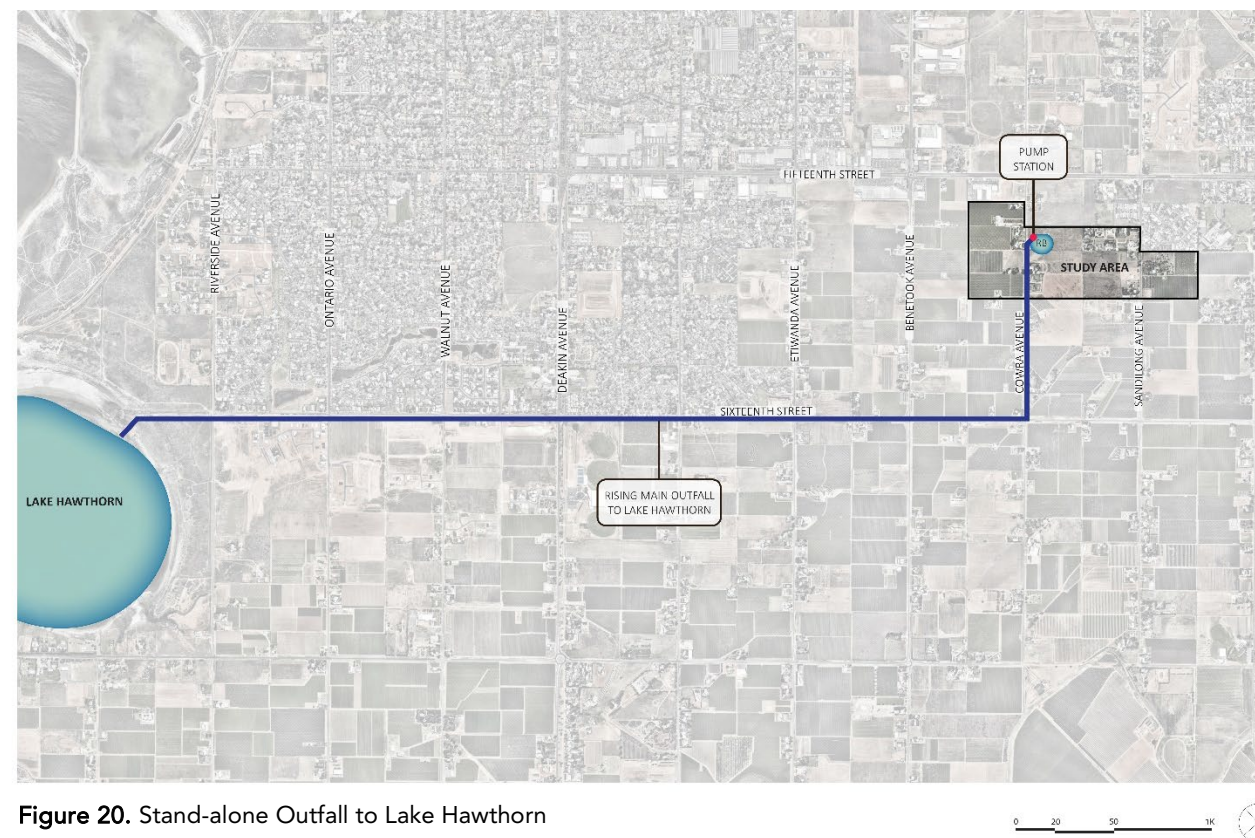 PUMP
STATION
FIFTEENTH STREET
RIVERSIDE AVENUE
ONTARIO AVENUE
WALNUT AVENUE
DEAKIN AVENUE
ETIWANDA AVENUE
BENETOOK AVENUE
RB
STUDY AREA
COWRA AVENUE
SANDILONG AVENUE
SIXTEENTH STREET
LAKE HAWTHORN
RISING MAIN OUTFALL
TO LAKE HAWTHORN
Figure 20. Stand-alone Outfall to Lake Hawthorn
0 20 50 1K